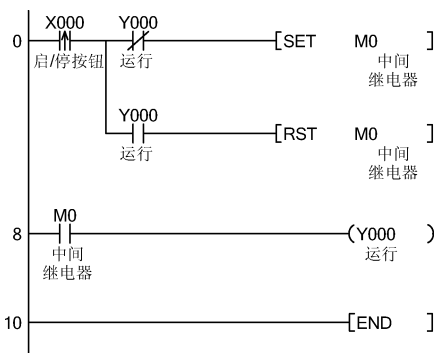 X000 Y000
0 [SET M0 ]
启/停按钮 运行 中间
继电器
Y000
[RST M0 ]
运行 中间
继电器
M0
8 (Y000 )
中间 运行
继电器
10 [END ]